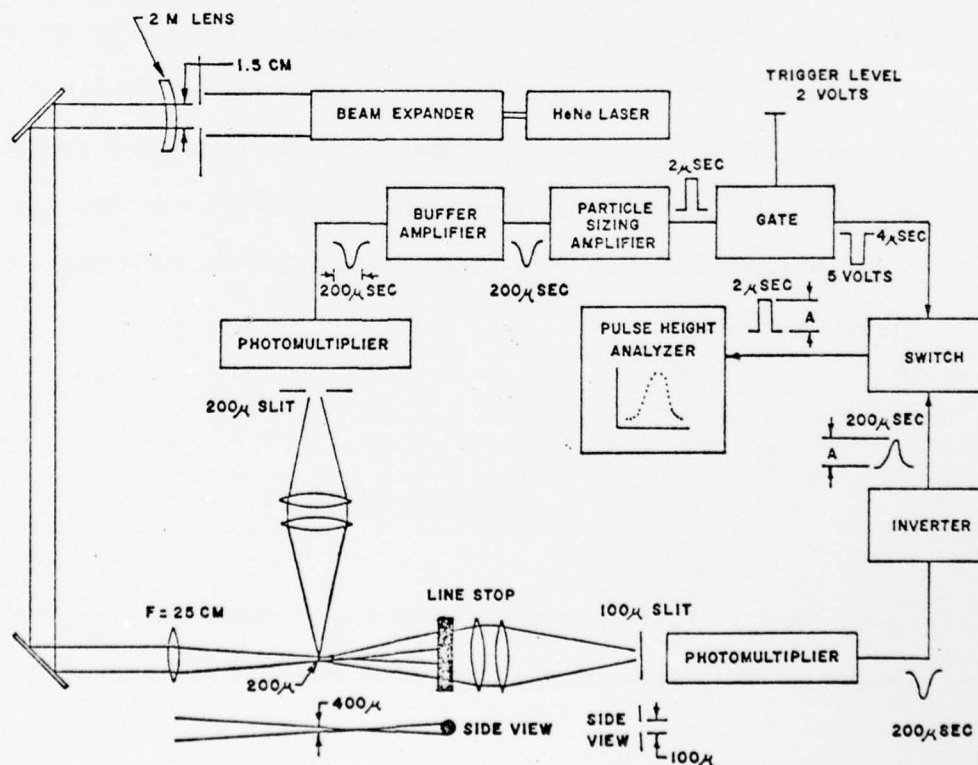 2 M LENS
1.5 CM
BEAM EXPANDER
HeNe LASER
TRIGGER LEVEL
2 VOLTS
BUFFER
AMPLIFIER
PARTICLE
SIZING
AMPLIFIER
2μSEC
GATE
200μSEC
200μSEC
4μSEC
5 VOLTS
2μSEC
A
PHOTOMULTIPLIER
PULSE HEIGHT
ANALYZER
SWITCH
200μ SLIT
200μSEC
A
INVERTER
F = 25 CM
LINE STOP
100μ SLIT
PHOTOMULTIPLIER
200μ
400μ
SIDE VIEW
SIDE
VIEW
100μ
200μSEC